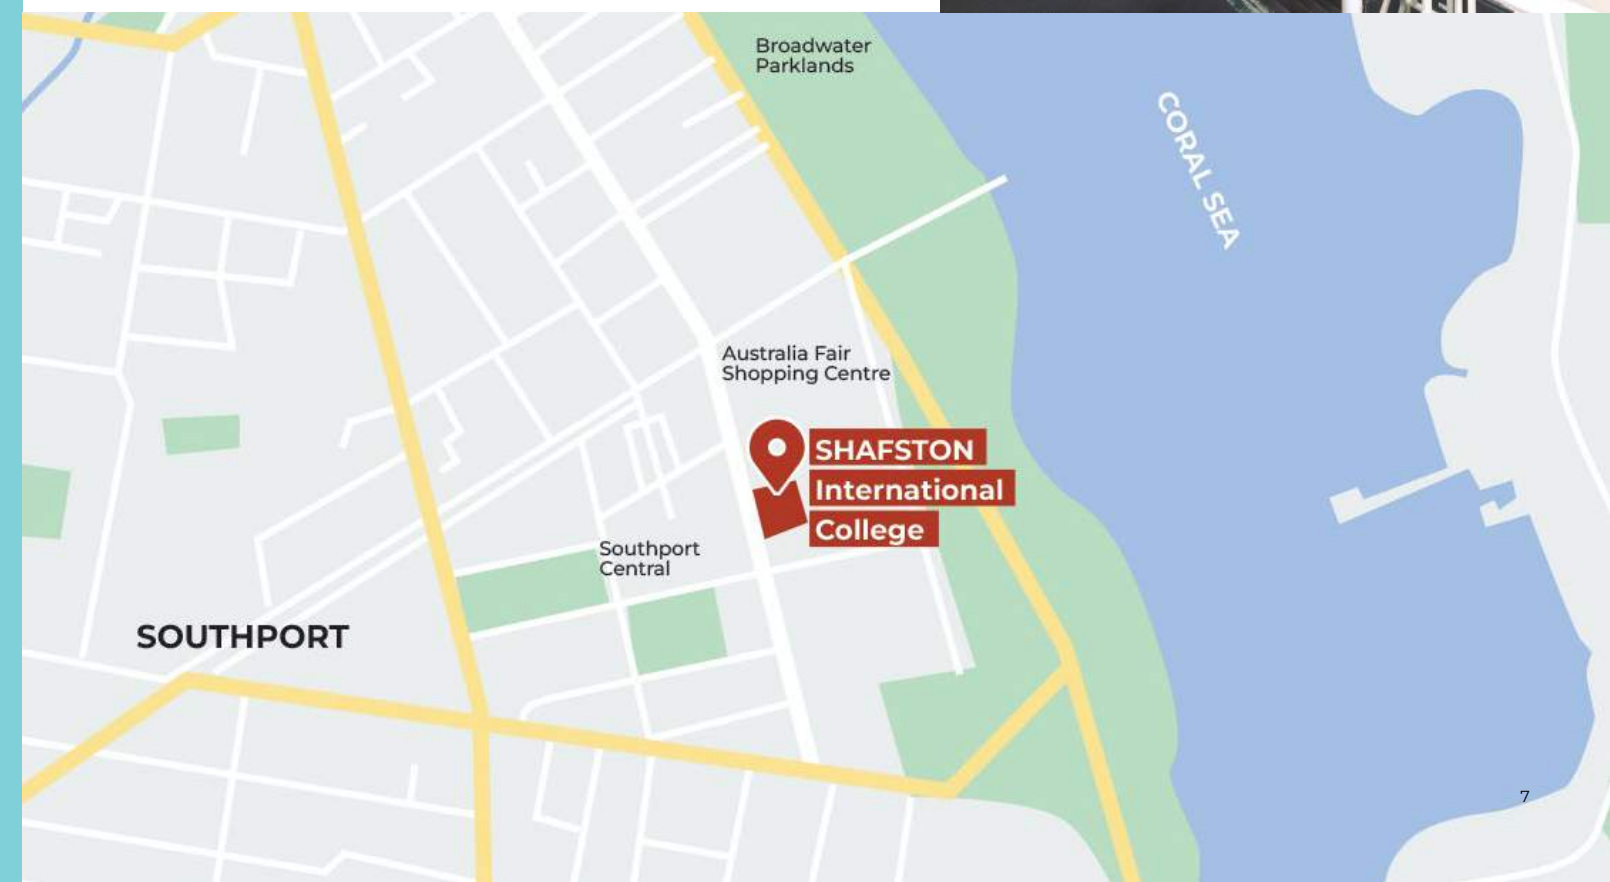 Broadwater
Parklands
CORAL SEA
Australia Fair
Shopping Centre
SHAFSTON
International
College
Southport
Central
SOUTHPORT
7